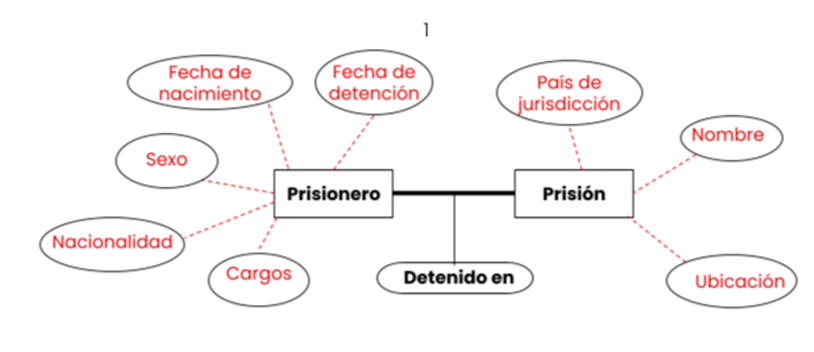 1
Fecha de
nacimiento
Fecha de
detención
País de
jurisdicción
Nombre
Sexo
Prisionero
Prisión
Nacionalidad
Cargos
Detenido en
Ubicación